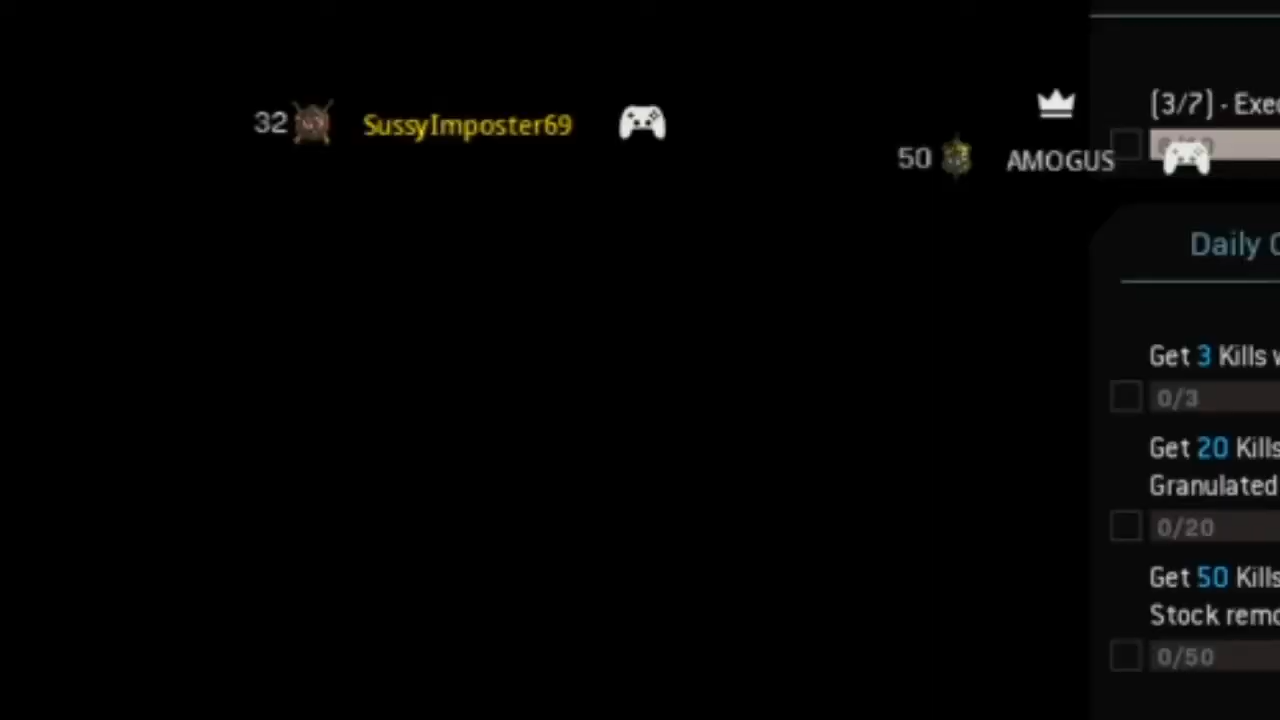 32 SussyImposter69
50 AMOGUS
[3/7] - Exec
Daily C
Get 3 Kills w
0/3
Get 20 Kills
Granulated
0/20
Get 50 Kills
Stock remo
0/50